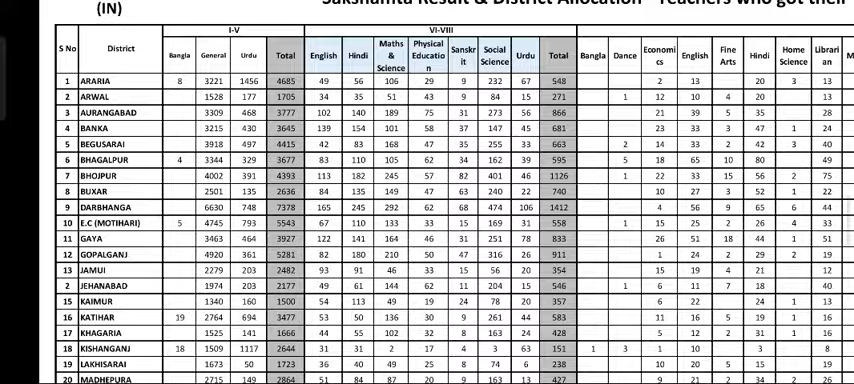 (IN)
Sakshamta Result & District Allocation - Teachers who got their
I-V VI-VIII
S No District Bangla General Urdu Total English Hindi Maths & Science Physical Education Sanskrit Social Science Urdu Total Bangla Dance Economics English Fine Arts Hindi Home Science Librarian M
1 ARARIA 8 3221 1456 4685 49 56 106 29 9 232 67 548 2 13 20 3 13
2 ARWAL 1528 177 1705 34 35 51 43 9 84 15 271 1 12 10 4 20 13
3 AURANGABAD 3309 468 3777 102 140 189 75 31 273 56 866 21 39 5 35 28
4 BANKA 3215 430 3645 139 154 101 58 37 147 45 681 23 33 3 47 1 24
5 BEGUSARAI 3918 497 4415 42 83 168 47 35 255 33 663 2 14 33 2 42 3 40
6 BHAGALPUR 4 3344 329 3677 83 110 105 62 34 162 39 595 5 18 65 10 80 49
7 BHOJPUR 4002 391 4393 113 182 245 57 82 401 46 1126 1 22 33 15 56 2 75
8 BUXAR 2501 135 2636 84 135 149 47 63 240 22 740 10 27 3 52 1 22
9 DARBHANGA 6630 748 7378 165 245 292 62 68 474 106 1412 4 56 9 65 6 44
10 E.C (MOTIHARI) 5 4745 793 5543 67 110 133 33 15 169 31 558 1 15 25 2 26 4 33
11 GAYA 3463 464 3927 122 141 164 46 31 251 78 833 26 51 18 44 1 51
12 GOPALGANJ 4920 361 5281 82 180 210 50 47 316 26 911 1 24 2 29 2 19
13 JAMUI 2279 203 2482 93 91 46 33 15 56 20 354 15 19 4 21 12
2 JEHANABAD 1974 203 2177 49 61 144 62 11 204 15 546 1 6 11 7 18 40
15 KAIMUR 1340 160 1500 54 113 49 19 24 78 20 357 6 22 24 1 13
16 KATIHAR 19 2764 694 3477 53 50 136 30 9 261 44 583 11 16 5 19 1 16
17 KHAGARIA 1525 141 1666 44 55 102 32 8 163 24 428 5 12 2 31 1 16
18 KISHANGANJ 18 1509 1117 2644 31 31 2 17 4 3 63 151 1 3 1 10 3 8
19 LAKHISARAI 1673 50 1723 36 40 49 25 8 74 6 238 10 20 5 15 19
20 MADHEPURA 2715 149 2864 51 84 87 20 9 163 13 427 9 21 2 34 2 26